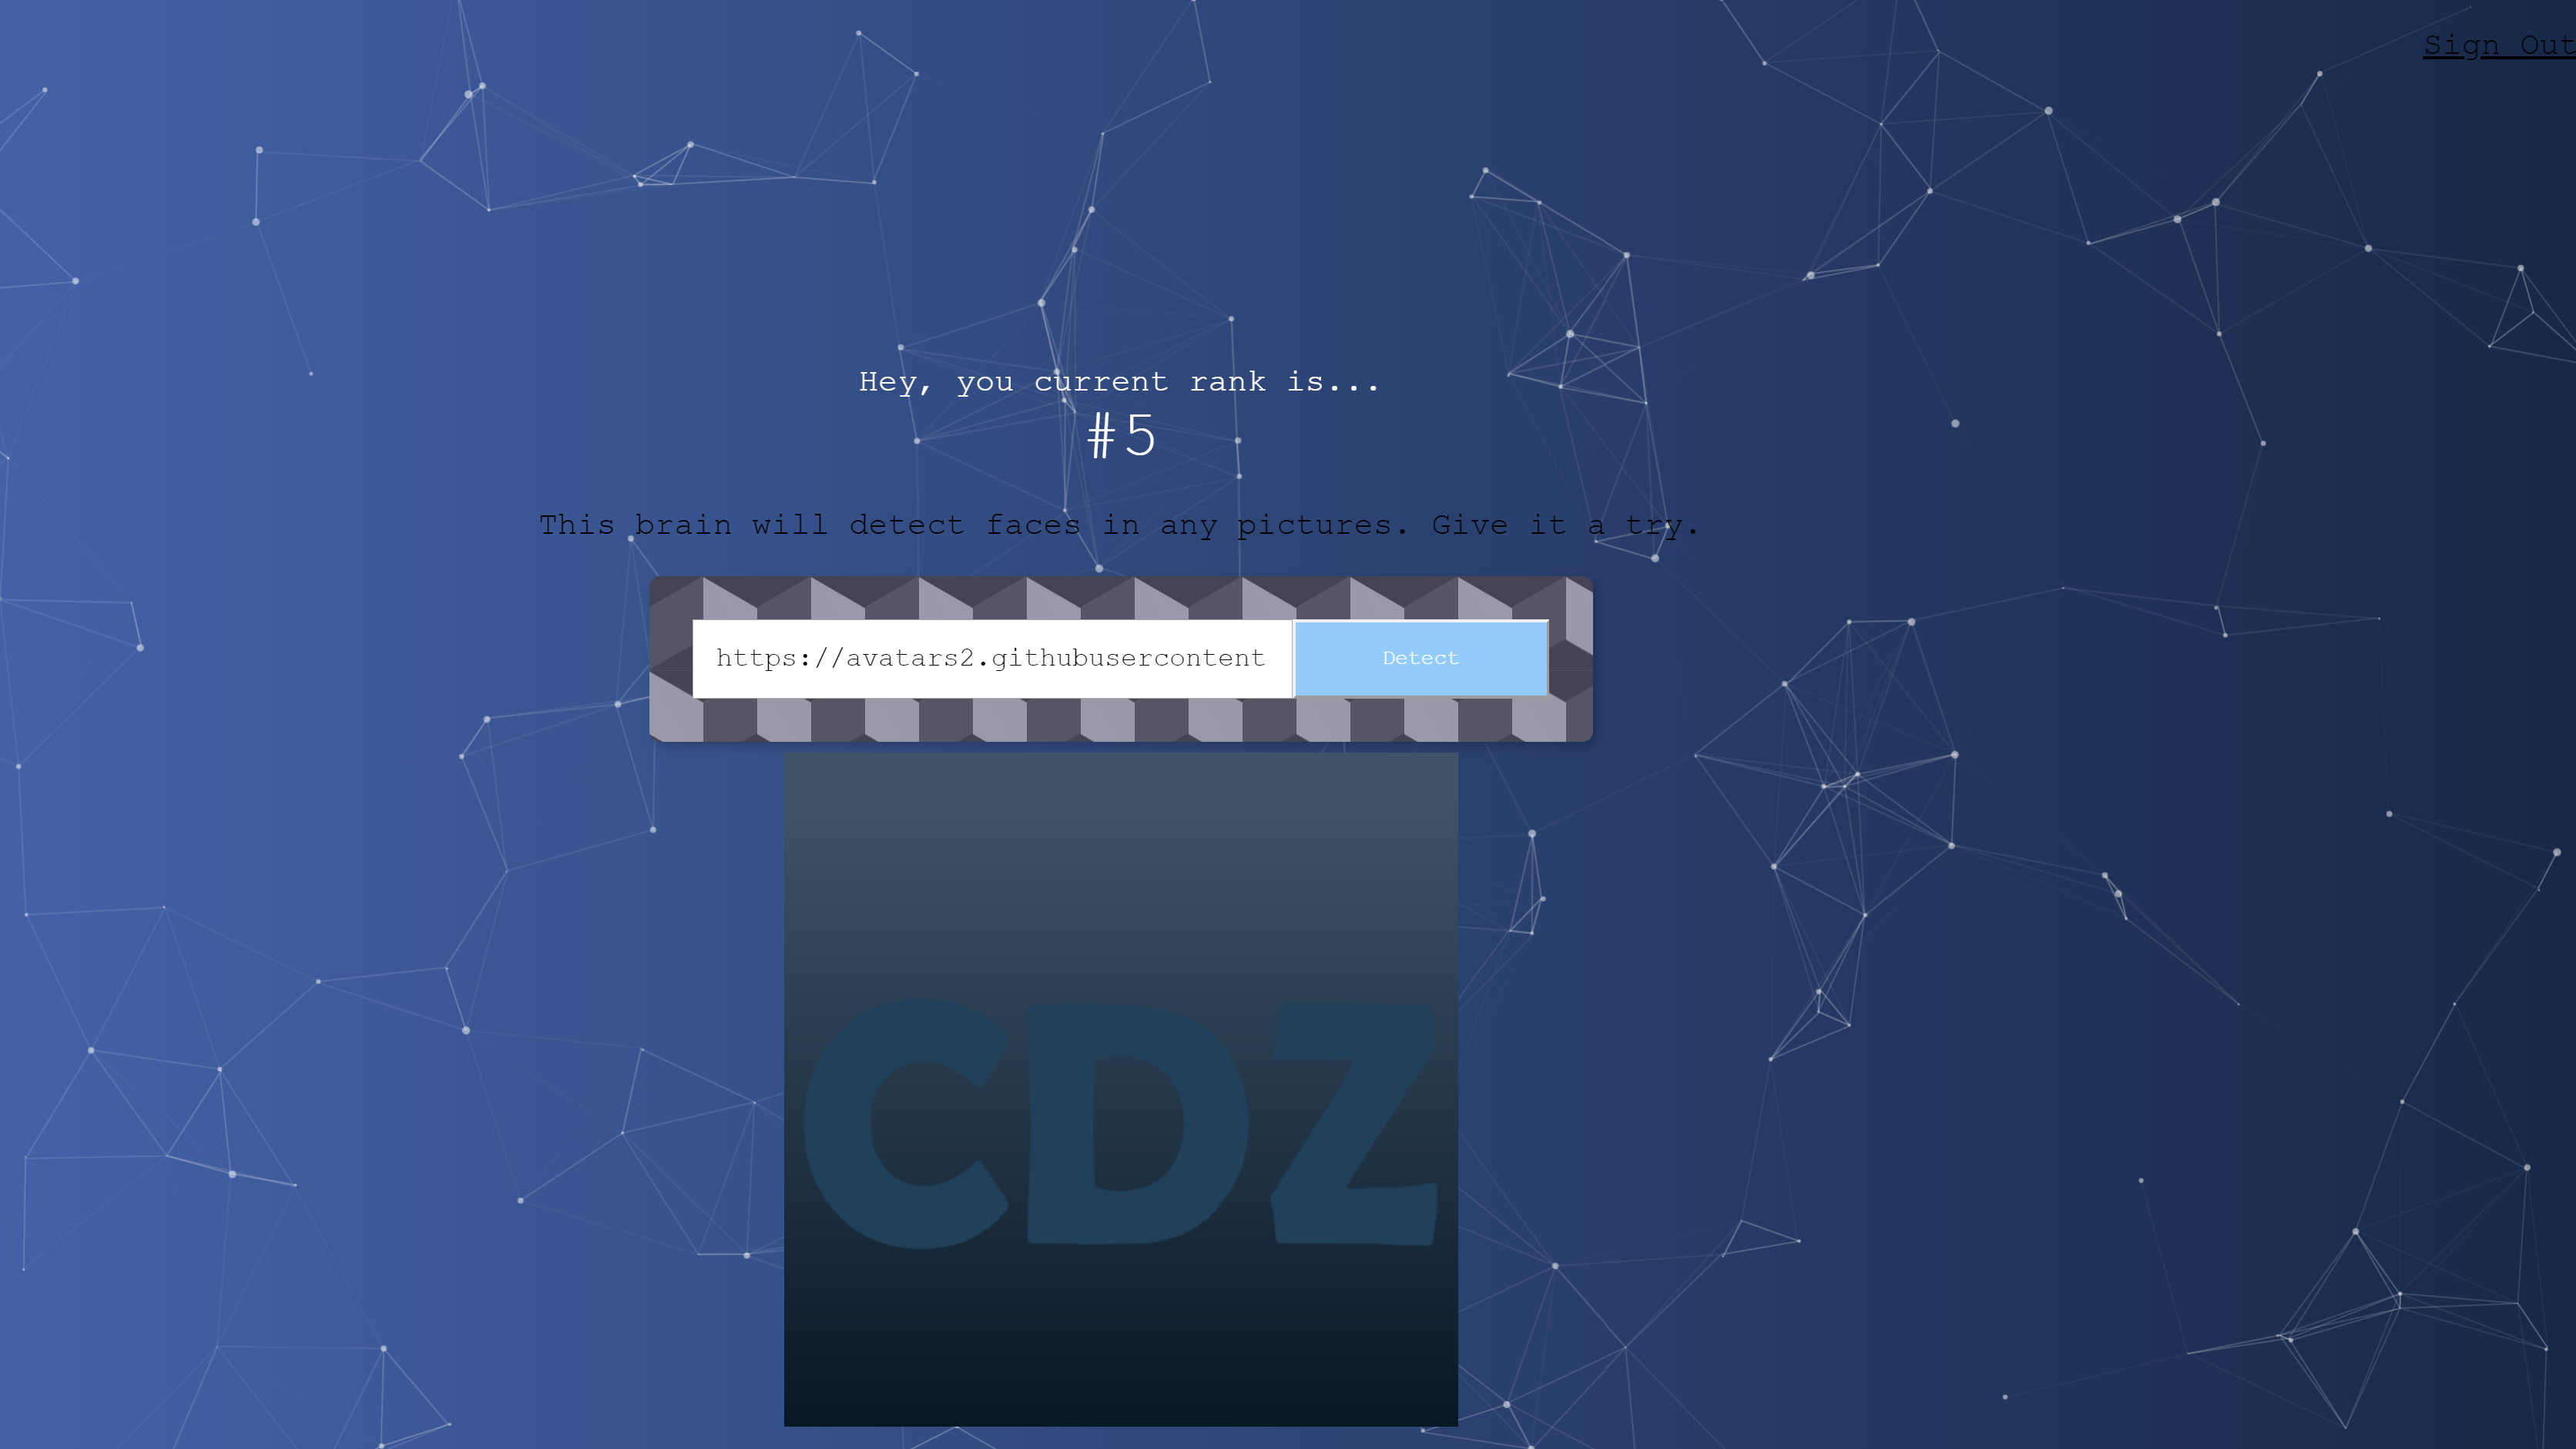 Sign Out
Hey, you current rank is...
#5
This brain will detect faces in any pictures. Give it a try.
https://avatars2.githubusercontent
Detect
CDZ